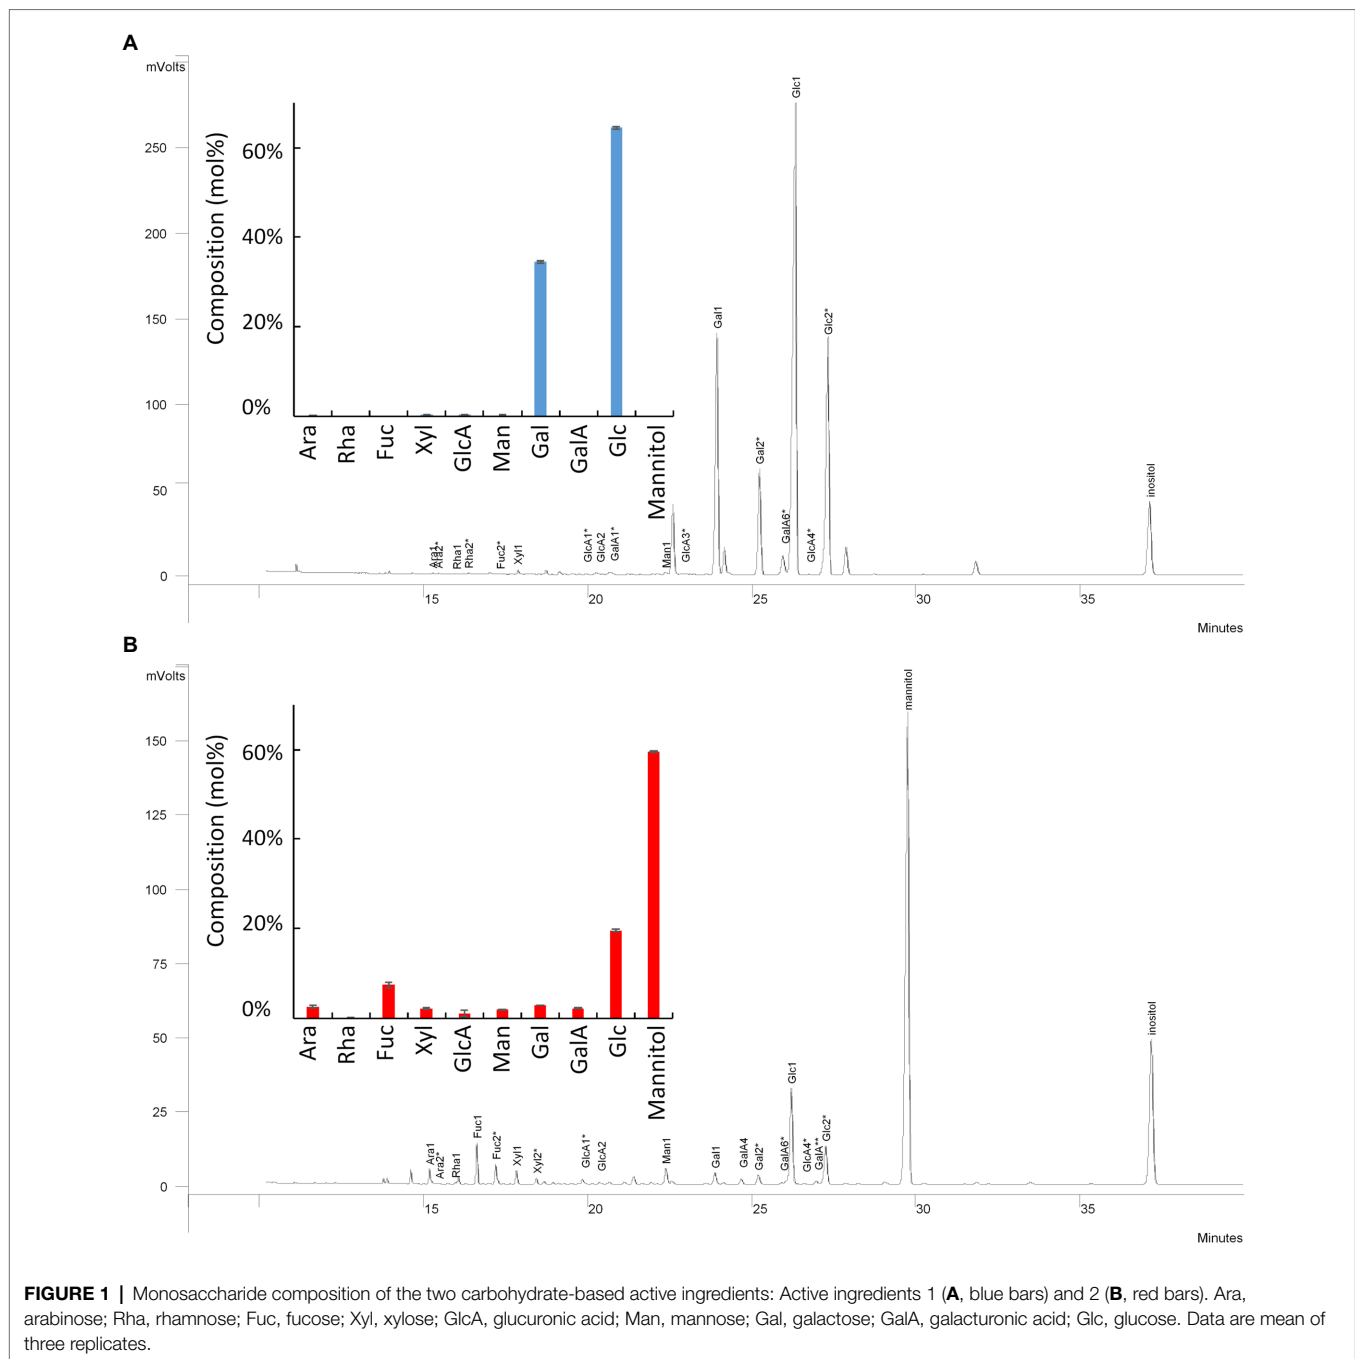 A
mVolts
250
200
150
100
50
0
Composition (mol%)
60%
40%
20%
0%
Ara
Rha
Fuc
Xyl
GlcA
Man
Gal
GalA
Glc
Mannitol
Ara1
Ara2*
Rha1
Rha2*
Fuc2*
Xyl1
GlcA1*
GlcA2
GalA1*
Man1
GlcA3*
Gal1
Gal2*
GalA6*
Glc1
GlcA4*
Glc2*
inositol
15
20
25
30
35
Minutes
B
mVolts
150
125
100
75
50
25
0
Composition (mol%)
60%
40%
20%
0%
Ara
Rha
Fuc
Xyl
GlcA
Man
Gal
GalA
Glc
Mannitol
Ara1
Ara2*
Rha1
Fuc1
Fuc2*
Xyl1
Xyl2*
GlcA1*
GlcA2
Man1
Gal1
GalA4
Gal2*
GalA6*
Glc1
GlcA4*
GalA**
Glc2*
mannitol
inositol
15
20
25
30
35
Minutes
FIGURE 1 | Monosaccharide composition of the two carbohydrate-based active ingredients: Active ingredients 1 (A, blue bars) and 2 (B, red bars). Ara,
arabinose; Rha, rhamnose; Fuc, fucose; Xyl, xylose; GlcA, glucuronic acid; Man, mannose; Gal, galactose; GalA, galacturonic acid; Glc, glucose. Data are mean of
three replicates.